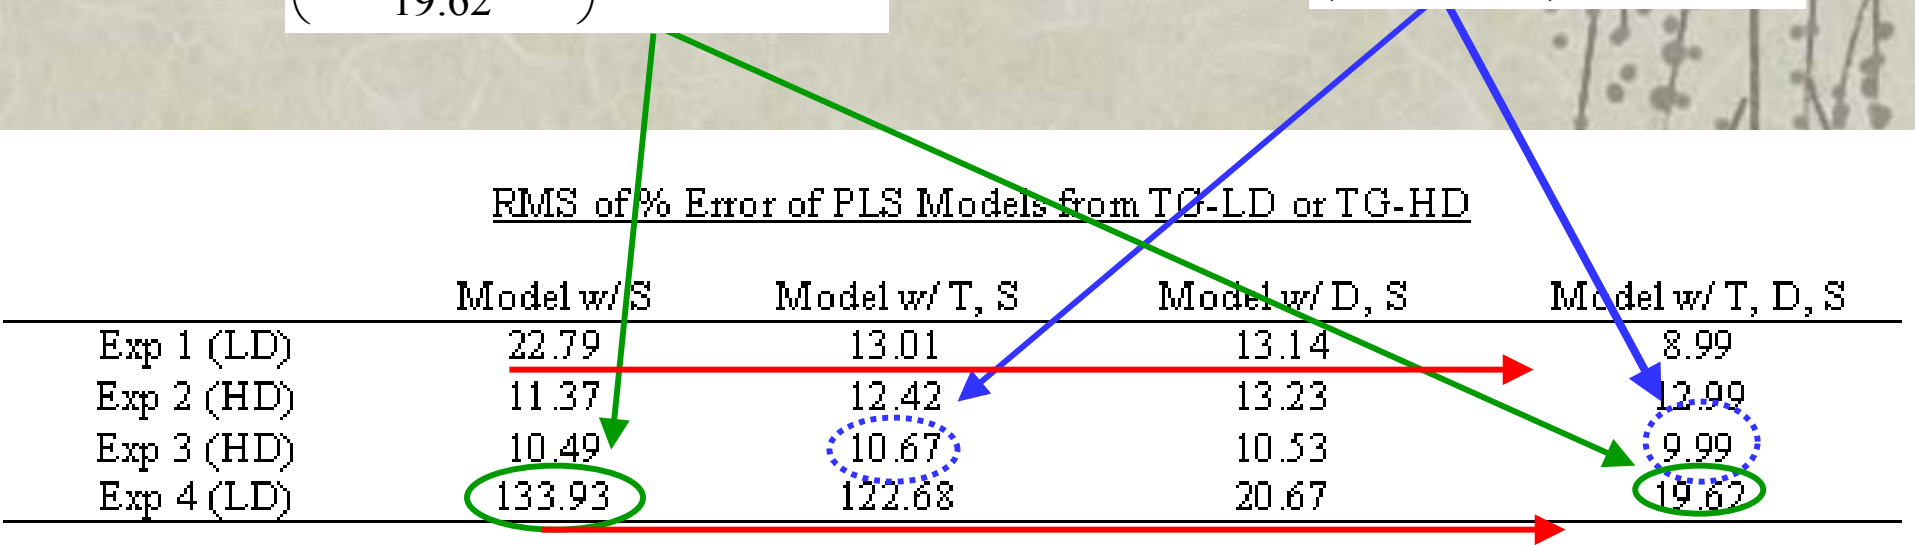 19.62
RMS of % Error of PLS Models from TG-LD or TG-HD
Model w/ S Model w/ T, S Model w/ D, S Model w/ T, D, S
Exp 1 (LD) 22.79 13.01 13.14 8.99
Exp 2 (HD) 11.37 12.42 13.23 12.99
Exp 3 (HD) 10.49 10.67 10.53 9.99
Exp 4 (LD) 133.93 122.68 20.67 19.62